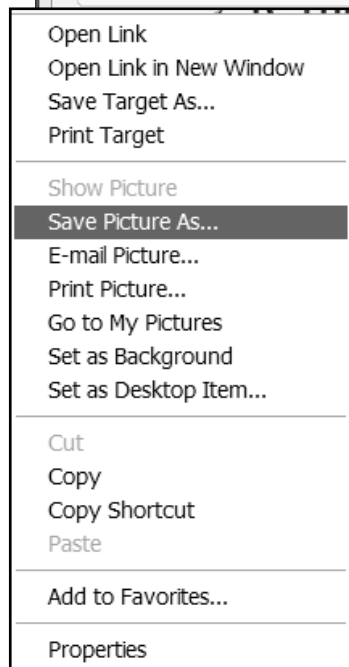 Open Link
Open Link in New Window
Save Target As...
Print Target
Show Picture
Save Picture As...
E-mail Picture...
Print Picture...
Go to My Pictures
Set as Background
Set as Desktop Item...
Cut
Copy
Copy Shortcut
Paste
Add to Favorites...
Properties